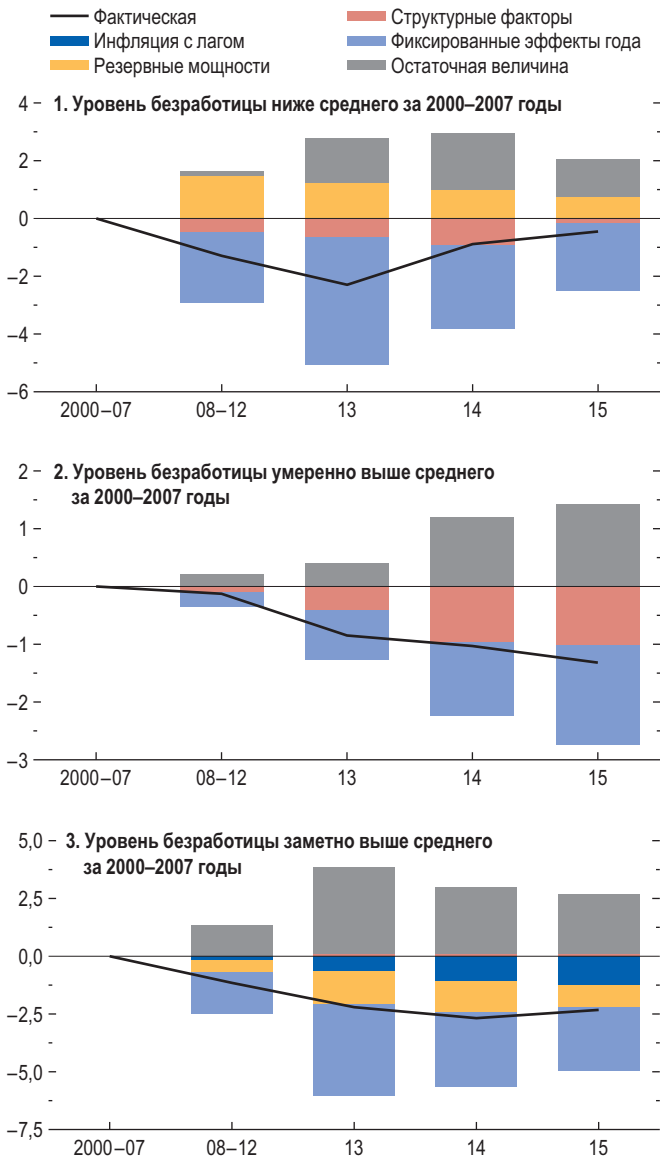 Фактическая
Инфляция с лагом
Резервные мощности
Структурные факторы
Фиксированные эффекты года
Остаточная величина
1. Уровень безработицы ниже среднего за 2000–2007 годы
4
2
0
–2
–4
–6
2000–07 08–12 13 14 15
2. Уровень безработицы умеренно выше среднего
за 2000–2007 годы
2
1
0
–1
–2
–3
2000–07 08–12 13 14 15
3. Уровень безработицы заметно выше среднего
за 2000–2007 годы
5,0
2,5
0,0
–2,5
–5,0
–7,5
2000–07 08–12 13 14 15